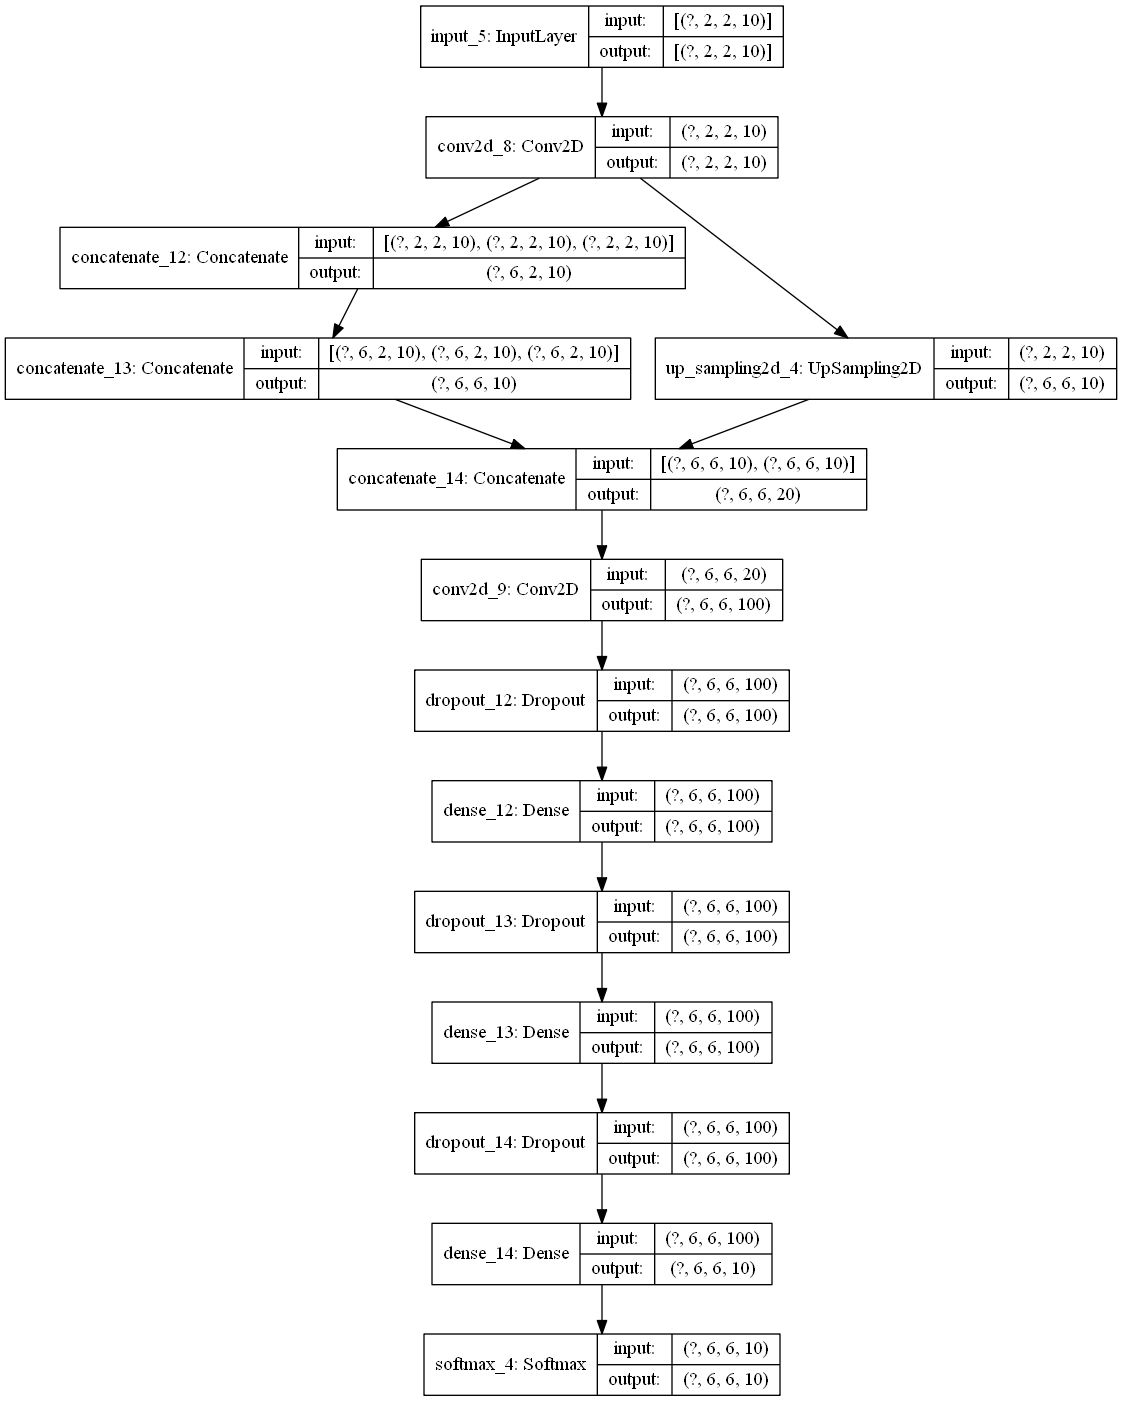 input_5: InputLayer
input: [(?, 2, 2, 10)]
output: [(?, 2, 2, 10)]
conv2d_8: Conv2D
input: (?, 2, 2, 10)
output: (?, 2, 2, 10)
concatenate_12: Concatenate
input: [(?, 2, 2, 10), (?, 2, 2, 10), (?, 2, 2, 10)]
output: (?, 6, 2, 10)
concatenate_13: Concatenate
input: [(?, 6, 2, 10), (?, 6, 2, 10), (?, 6, 2, 10)]
output: (?, 6, 6, 10)
up_sampling2d_4: UpSampling2D
input: (?, 2, 2, 10)
output: (?, 6, 6, 10)
concatenate_14: Concatenate
input: [(?, 6, 6, 10), (?, 6, 6, 10)]
output: (?, 6, 6, 20)
conv2d_9: Conv2D
input: (?, 6, 6, 20)
output: (?, 6, 6, 100)
dropout_12: Dropout
input: (?, 6, 6, 100)
output: (?, 6, 6, 100)
dense_12: Dense
input: (?, 6, 6, 100)
output: (?, 6, 6, 100)
dropout_13: Dropout
input: (?, 6, 6, 100)
output: (?, 6, 6, 100)
dense_13: Dense
input: (?, 6, 6, 100)
output: (?, 6, 6, 100)
dropout_14: Dropout
input: (?, 6, 6, 100)
output: (?, 6, 6, 100)
dense_14: Dense
input: (?, 6, 6, 100)
output: (?, 6, 6, 10)
softmax_4: Softmax
input: (?, 6, 6, 10)
output: (?, 6, 6, 10)